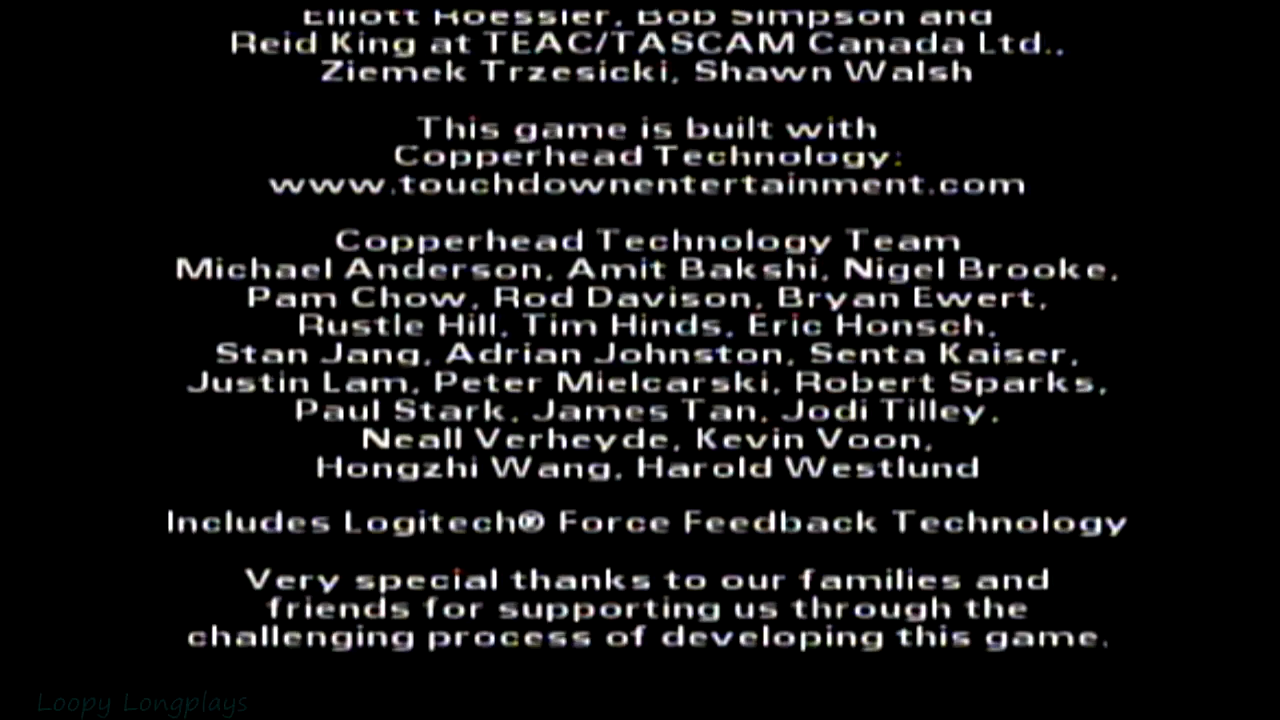 Elliott Roessler, Bob Simpson and
Reid King at TEAC/TASCAM Canada Ltd.,
Ziemek Trzesicki, Shawn Walsh
This game is built with
Copperhead Technology:
www.touchdownentertainment.com
Copperhead Technology Team
Michael Anderson, Amit Bakshi, Nigel Brooke,
Pam Chow, Rod Davison, Bryan Ewert,
Rustle Hill, Tim Hinds, Eric Honsch,
Stan Jang, Adrian Johnston, Senta Kaiser,
Justin Lam, Peter Mielcarski, Robert Sparks,
Paul Stark, James Tan, Jodi Tilley,
Neall Verheyde, Kevin Voon,
Hongzhi Wang, Harold Westlund
Includes Logitech® Force Feedback Technology
Very special thanks to our families and
friends for supporting us through the
challenging process of developing this game.
Loopy Longplays